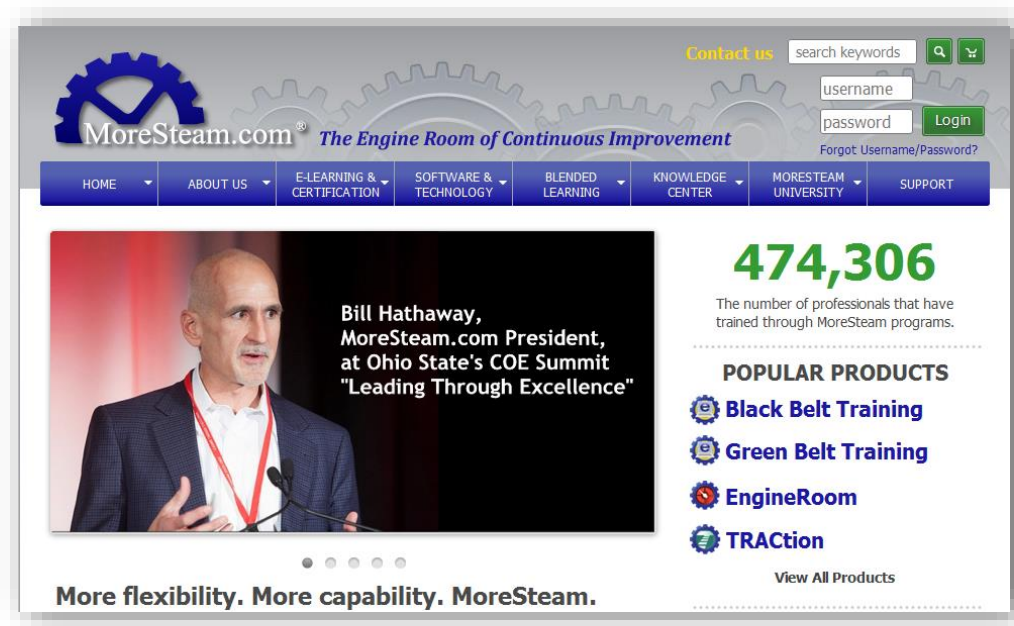 Contact us
search keywords
username
password
Login
Forgot Username/Password?
MoreSteam.com®
The Engine Room of Continuous Improvement
HOME
ABOUT US
E-LEARNING &
CERTIFICATION
SOFTWARE &
TECHNOLOGY
BLENDED
LEARNING
KNOWLEDGE
CENTER
MORESTEAM
UNIVERSITY
SUPPORT
Bill Hathaway,
MoreSteam.com President,
at Ohio State's COE Summit
"Leading Through Excellence"
474,306
The number of professionals that have
trained through MoreSteam programs.
POPULAR PRODUCTS
Black Belt Training
Green Belt Training
EngineRoom
TRACtion
View All Products
More flexibility. More capability. MoreSteam.